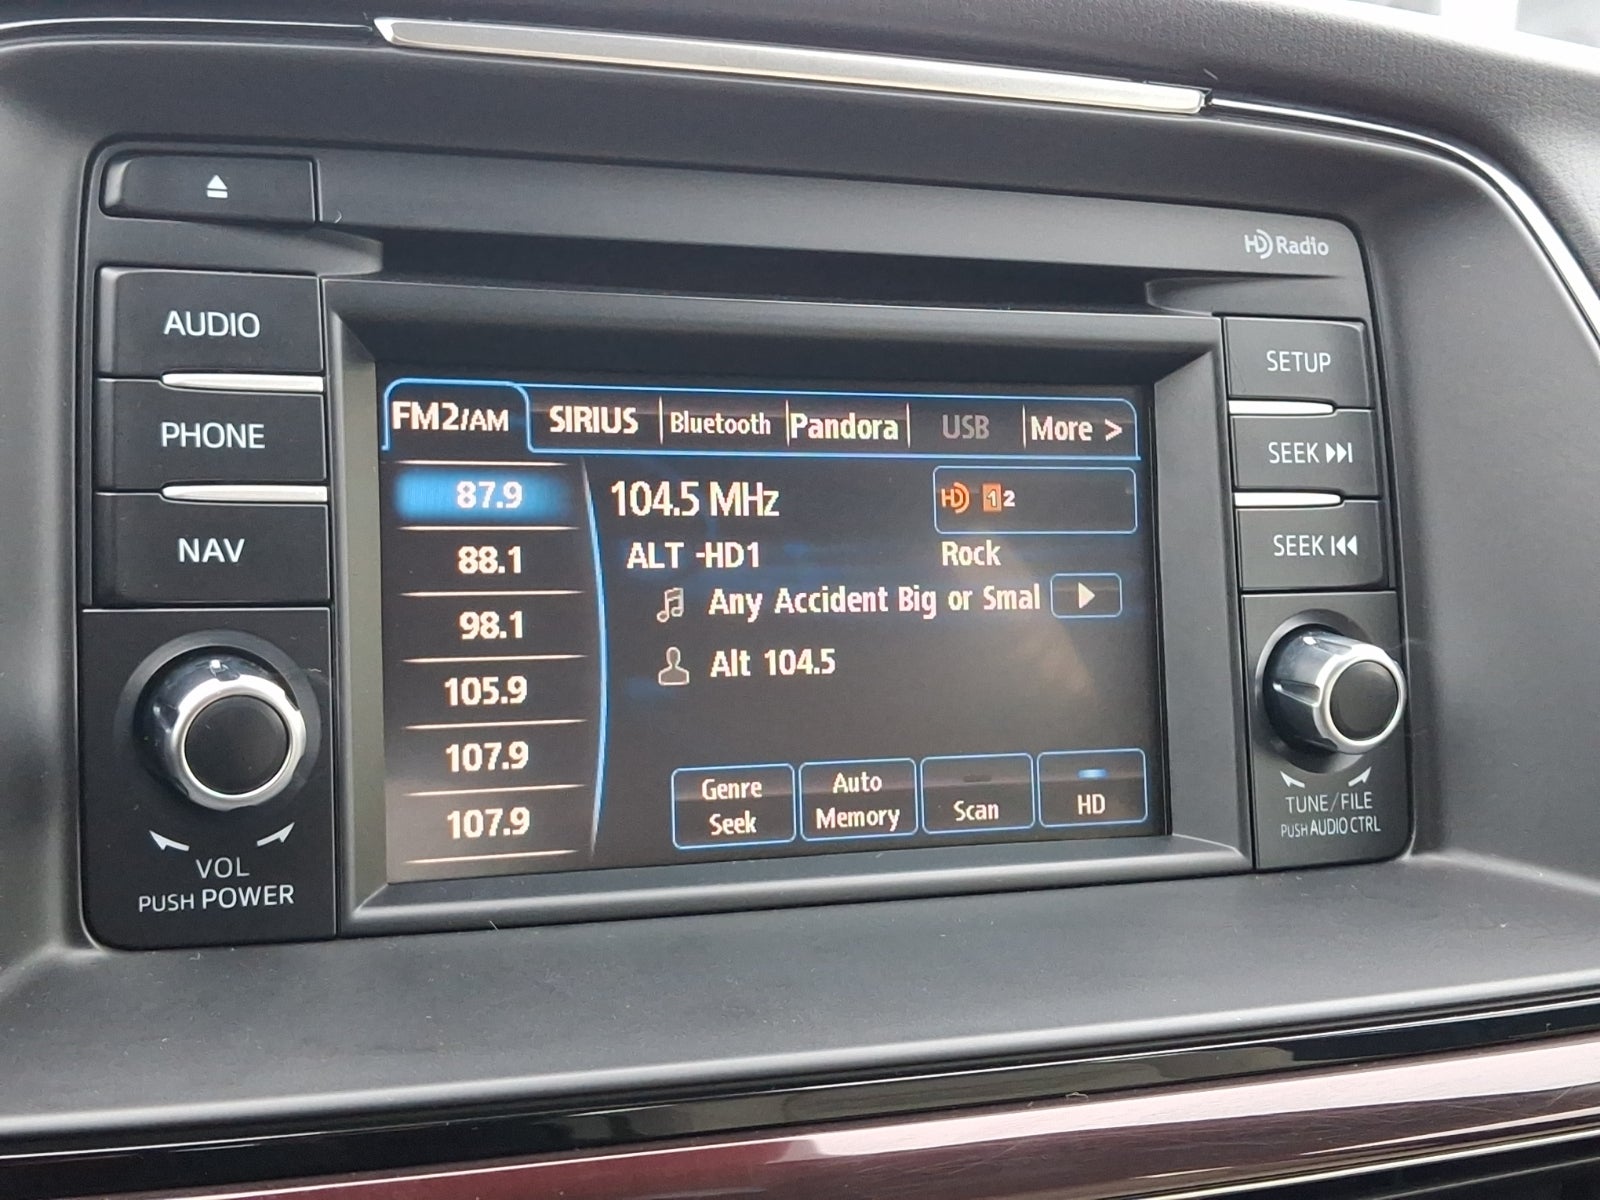 HD Radio
AUDIO
PHONE
NAV
VOL
PUSH POWER
FM2/AM SIRIUS Bluetooth Pandora USB More >
87.9
88.1
98.1
105.9
107.9
107.9
104.5 MHz
HD 1 2
ALT -HD1
Rock
Any Accident Big or Smal
Alt 104.5
Genre
Seek
Auto
Memory
Scan
HD
SETUP
SEEK
SEEK
TUNE/FILE
PUSH AUDIO CTRL